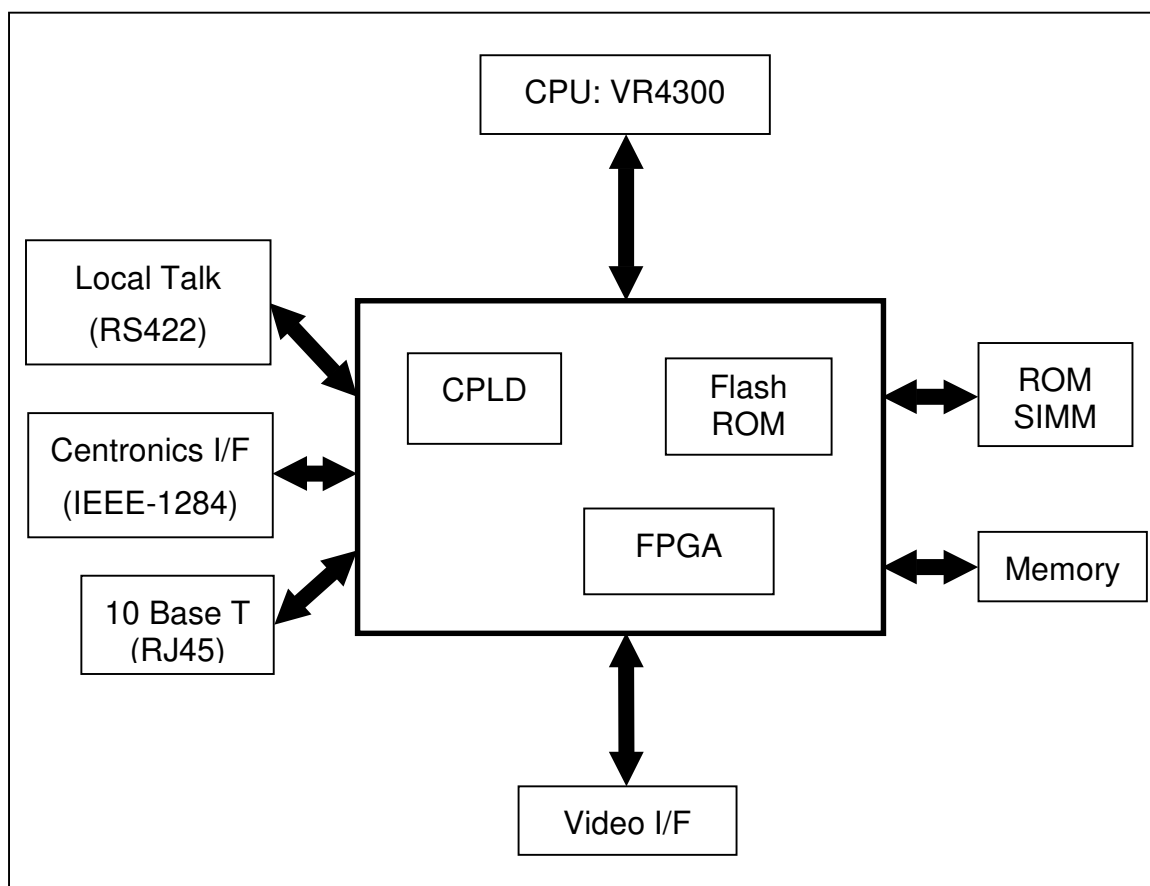 CPU: VR4300
Local Talk
(RS422)
CPLD
Flash
ROM
ROM
SIMM
Centronics I/F
(IEEE-1284)
FPGA
Memory
10 Base T
(RJ45)
Video I/F